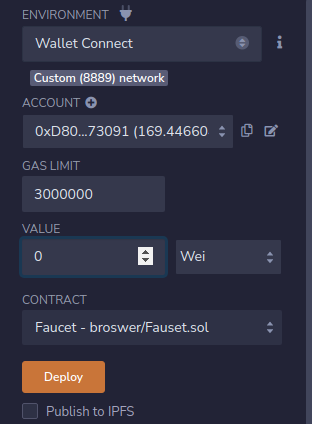 ENVIRONMENT
Wallet Connect
i
Custom (8889) network
ACCOUNT
0xD80...73091 (169.44660
GAS LIMIT
3000000
VALUE
0 Wei
CONTRACT
Faucet - broswer/Fauset.sol
Deploy
Publish to IPFS